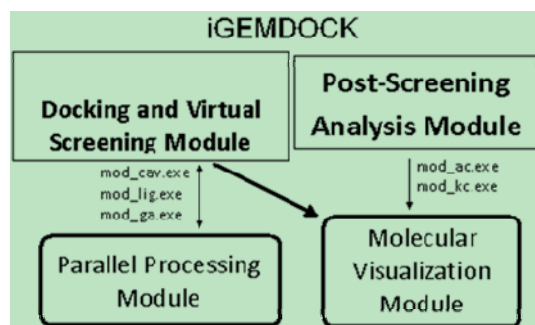 iGEMDOCK
Docking and Virtual
Screening Module
Post-Screening
Analysis Module
mod_cav.exe
mod_lig.exe
mod_ga.exe
mod_ac.exe
mod_kc.exe
Parallel Processing
Module
Molecular
Visualization
Module